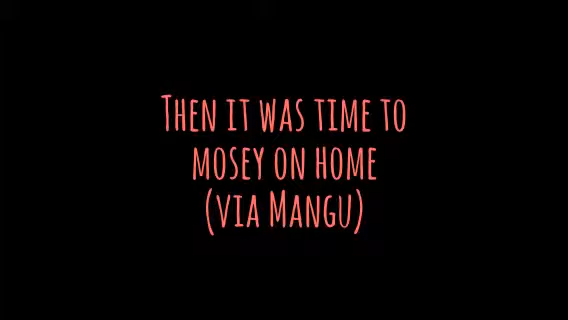 Then it was time to
mosey on home
(via Mangu)